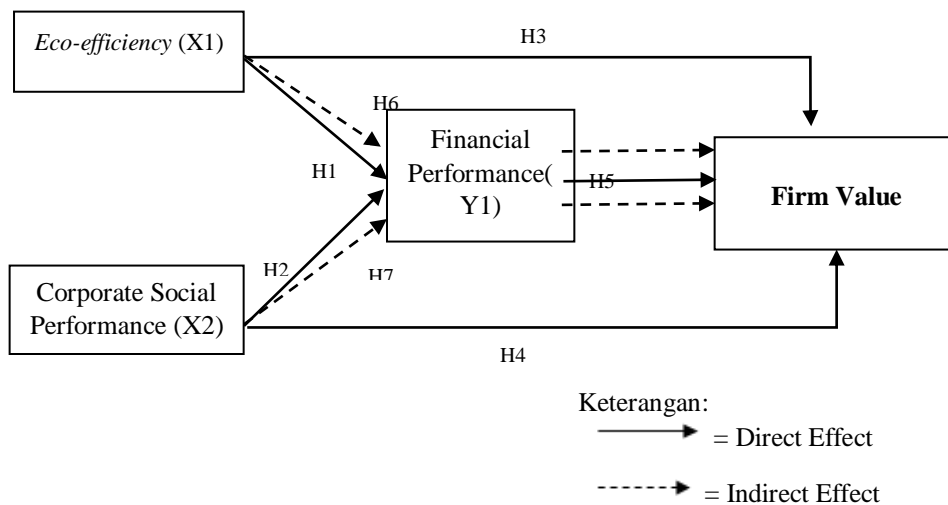 Eco-efficiency (X1)
H3
H6
Financial
Performance(
Y1)
H1
H5
Firm Value
H2
H7
Corporate Social
Performance (X2)
H4
Keterangan:
= Direct Effect
= Indirect Effect